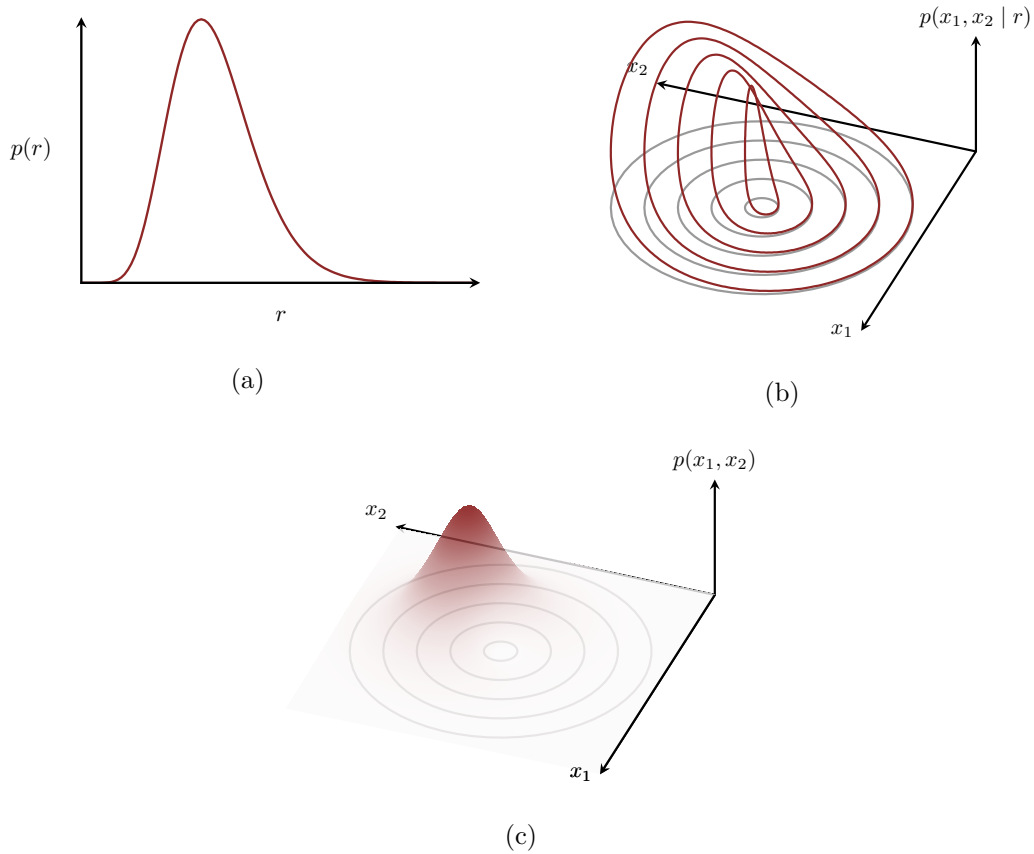 p(r)
r
(a)
p(x₁, x₂ | r)
x₂
x₁
(b)
p(x₁, x₂)
x₂
x₁
(c)